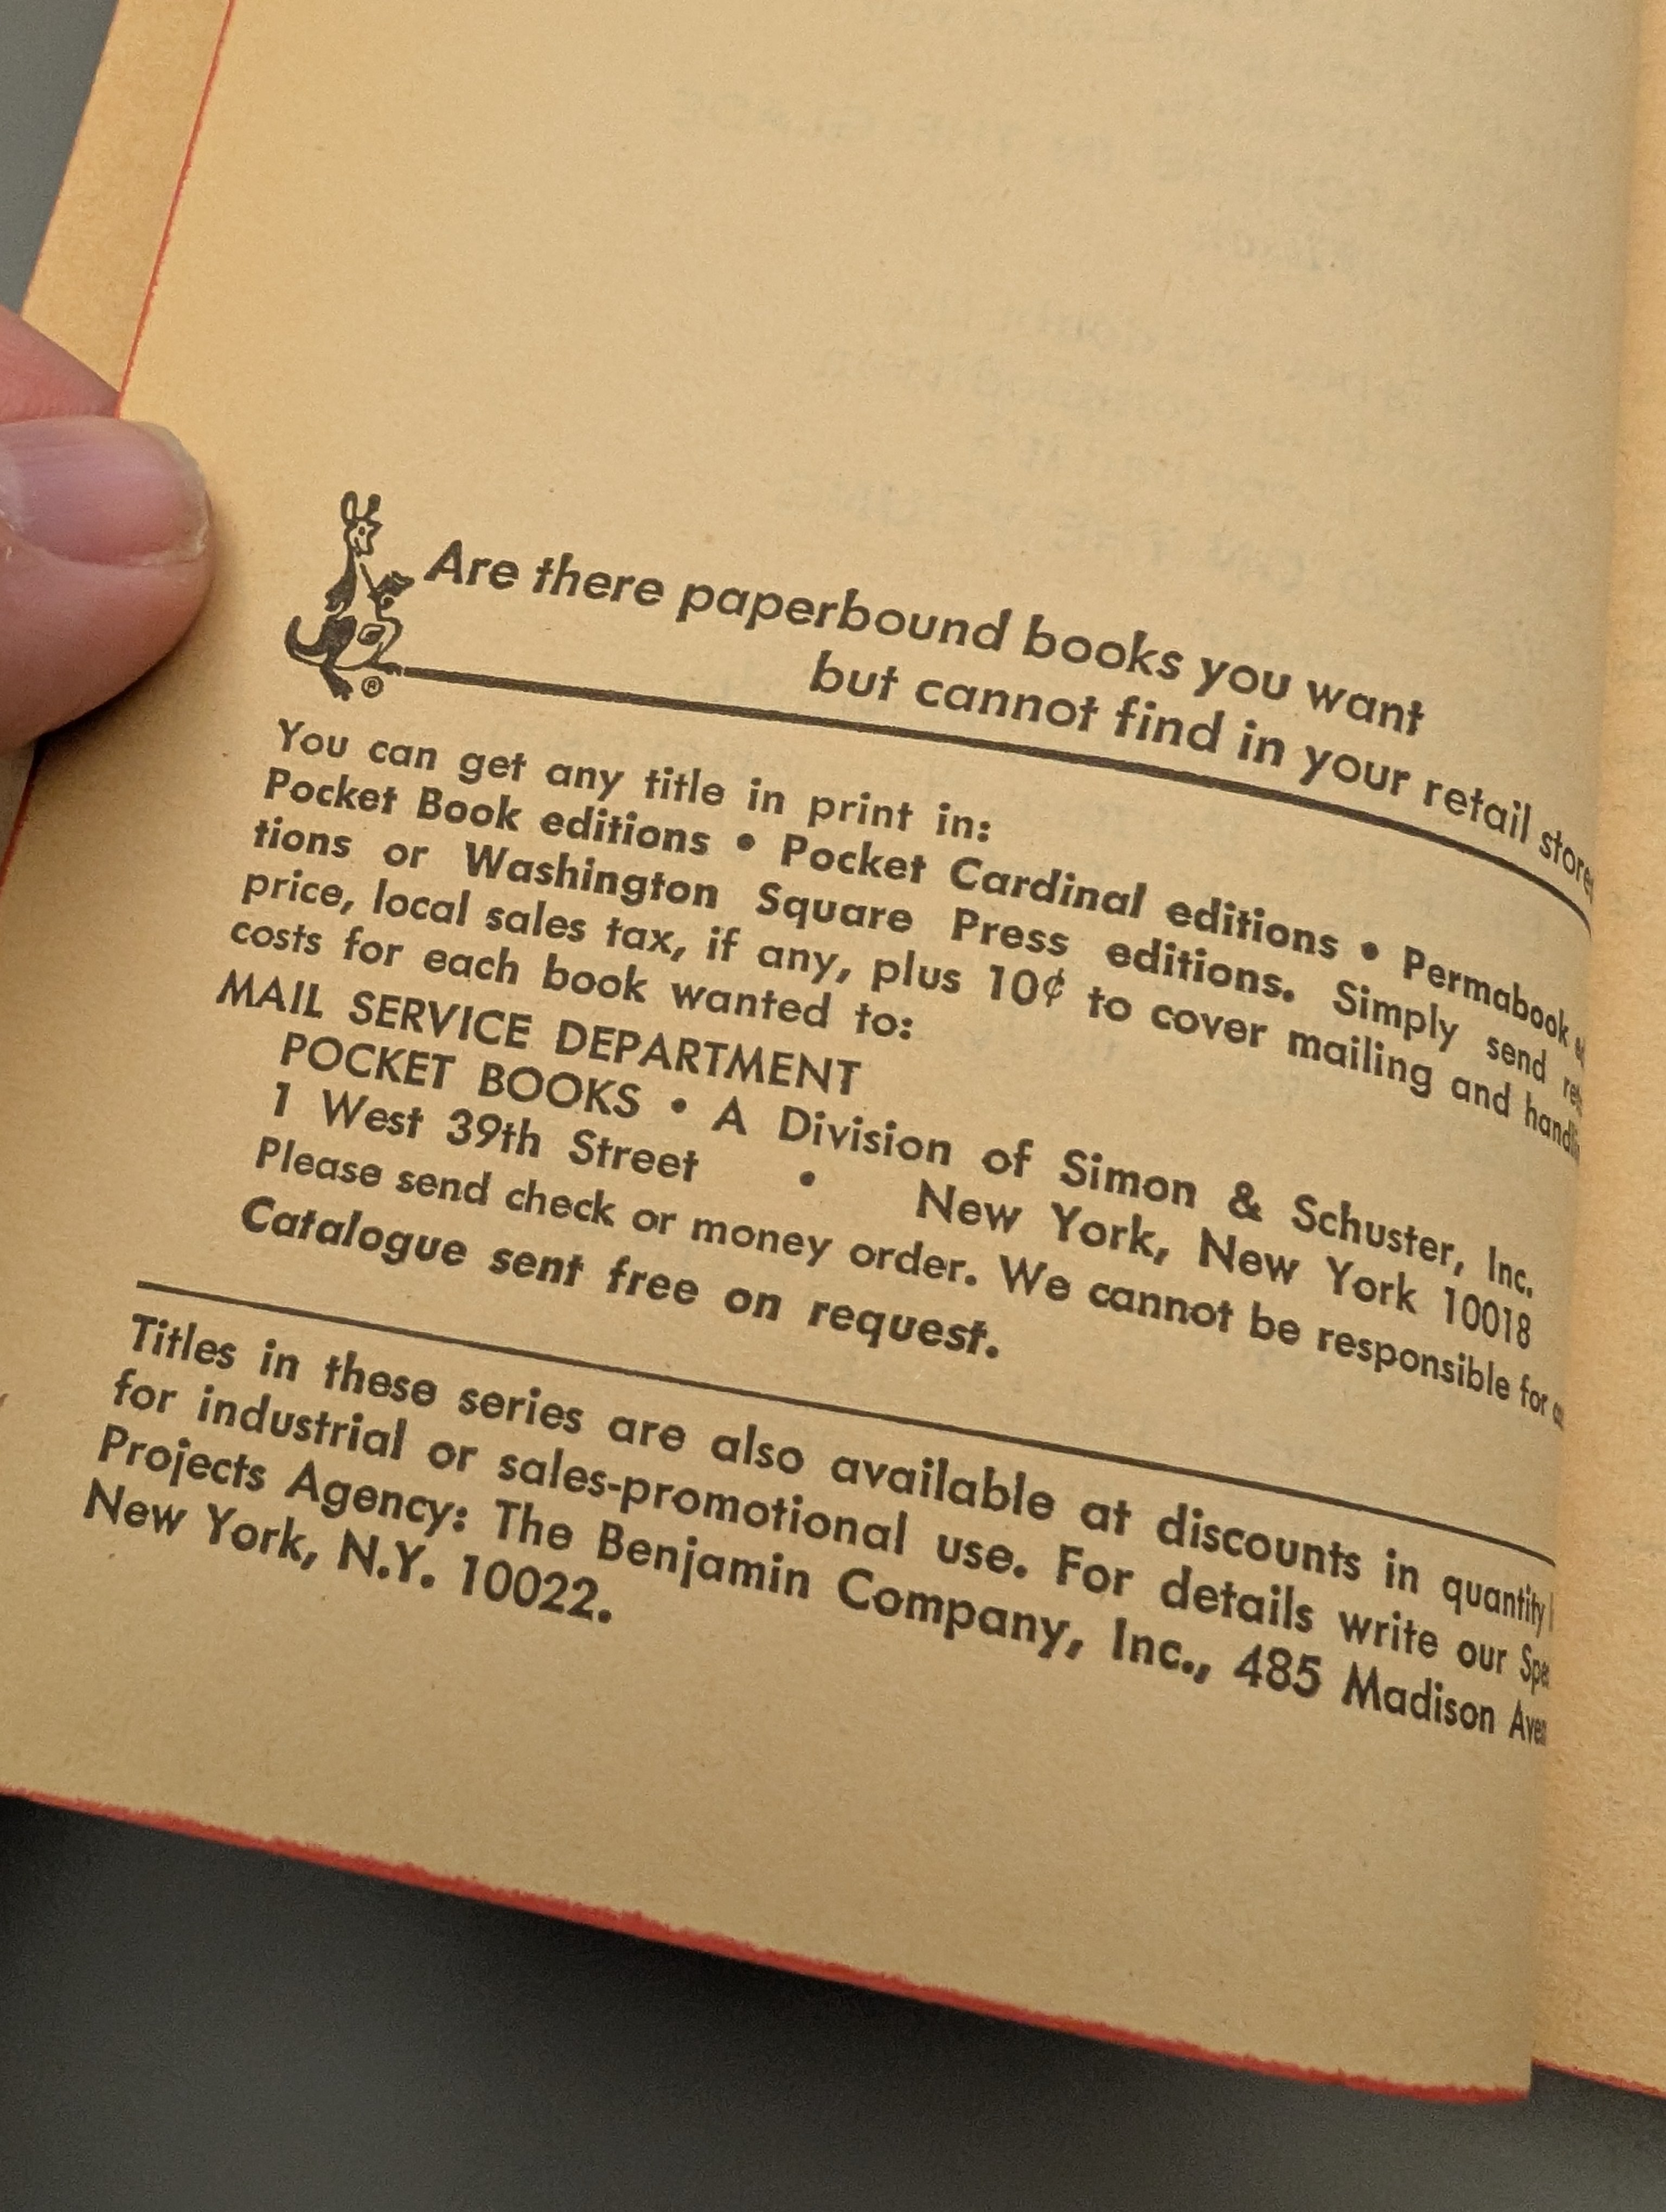 Are there paperbound books you want
but cannot find in your retail stores
®
You can get any title in print in:
Pocket Book editions • Pocket Cardinal editions • Permabook
tions or Washington Square Press editions. Simply send
price, local sales tax, if any, plus 10¢ to cover mailing and
costs for each book wanted to:
MAIL SERVICE DEPARTMENT
POCKET BOOKS • A Division of Simon & Schuster, Inc.
1 West 39th Street • New York, New York 10018
Please send check or money order. We cannot be responsible for
Catalogue sent free on request.
Titles in these series are also available at discounts in quantity
for industrial or sales-promotional use. For details write our
Projects Agency: The Benjamin Company, Inc., 485 Madison
New York, N.Y. 10022.